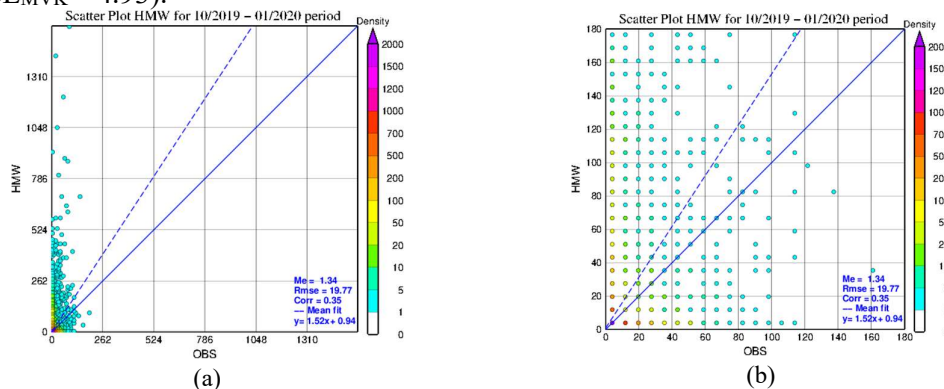 Scatter Plot HMW for 10/2019 – 01/2020 period
Density
2000
1500
1200
1000
700
500
200
100
50
20
10
5
1
0
HMW
1310
1048
786
524
262
0
0 262 524 786 1048 1310
OBS
Me = 1.34
Rmse = 19.77
Corr = 0.35
— Mean fit
y= 1.52x+ 0.94
(a)
Scatter Plot HMW for 10/2019 – 01/2020 period
Density
HMW
180
160
140
120
100
80
60
40
20
0
0 20 40 60 80 100 120 140 160 180
OBS
Me = 1.34
Rmse = 19.77
Corr = 0.35
— Mean fit
y= 1.52x+ 0.94
(b)